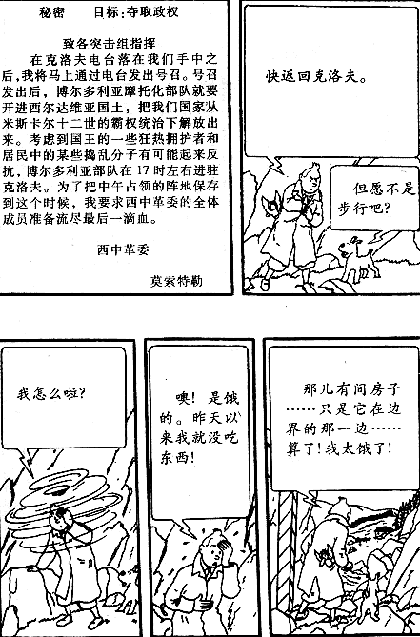 秘密　目标：夺取政权
致各突击组指挥
在克洛夫电台落在我们手中之
后，我将马上通过电台发出号召。号召
发出后，博尔多利亚摩托化部队就要
开进西尔达维亚国土，把我们国家从
米斯卡尔十二世的霸权统治下解放出
来。考虑到国王的一些狂热拥护者和
居民中的某些捣乱分子有可能起来反
扰，博尔多利亚部队在17时左右进驻
克洛夫。为了把中午占领的阵地保存
到这个时候，我要求西中革委的全体
成员准备流尽最后一滴血。
西中革委
莫索特勒
快返回克洛夫。
但愿不是
步行吧？
我怎么啦？
噢！是饿
的。昨天以
来我就没吃
东西！
那儿有间房子
……只是它在边
界的那一边……
算了！我太饿了！